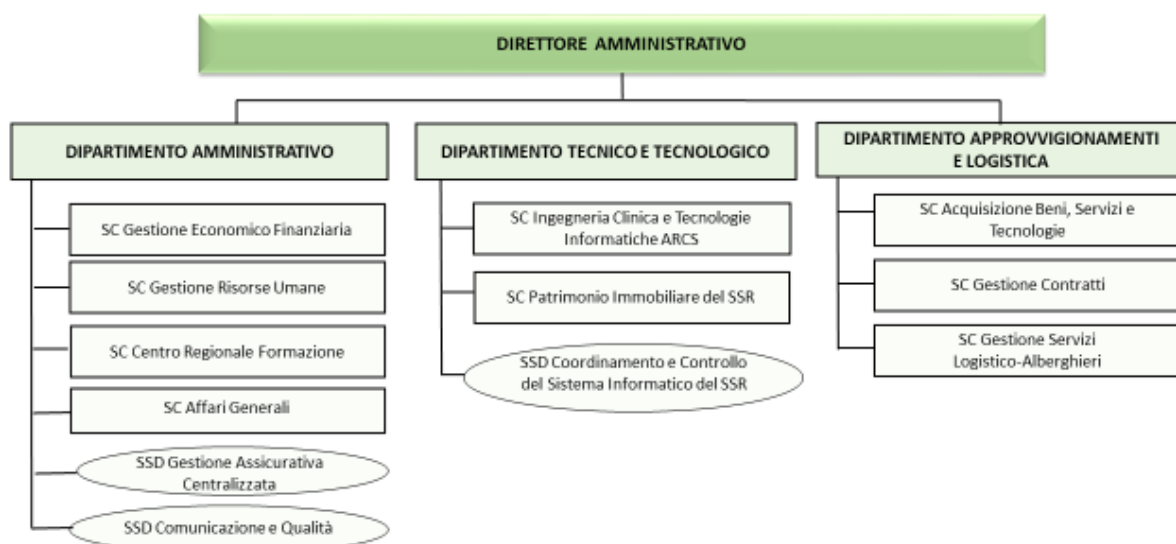 DIRETTORE AMMINISTRATIVO
DIPARTIMENTO AMMINISTRATIVO
SC Gestione Economico Finanziaria
SC Gestione Risorse Umane
SC Centro Regionale Formazione
SC Affari Generali
SSD Gestione Assicurativa
Centralizzata
SSD Comunicazione e Qualità
DIPARTIMENTO TECNICO E TECNOLOGICO
SC Ingegneria Clinica e Tecnologie
Informatiche ARCS
SC Patrimonio Immobiliare del SSR
SSD Coordinamento e Controllo
del Sistema Informatico del SSR
DIPARTIMENTO APPROVVIGIONAMENTI
E LOGISTICA
SC Acquisizione Beni, Servizi e
Tecnologie
SC Gestione Contratti
SC Gestione Servizi
Logistico-Alberghieri